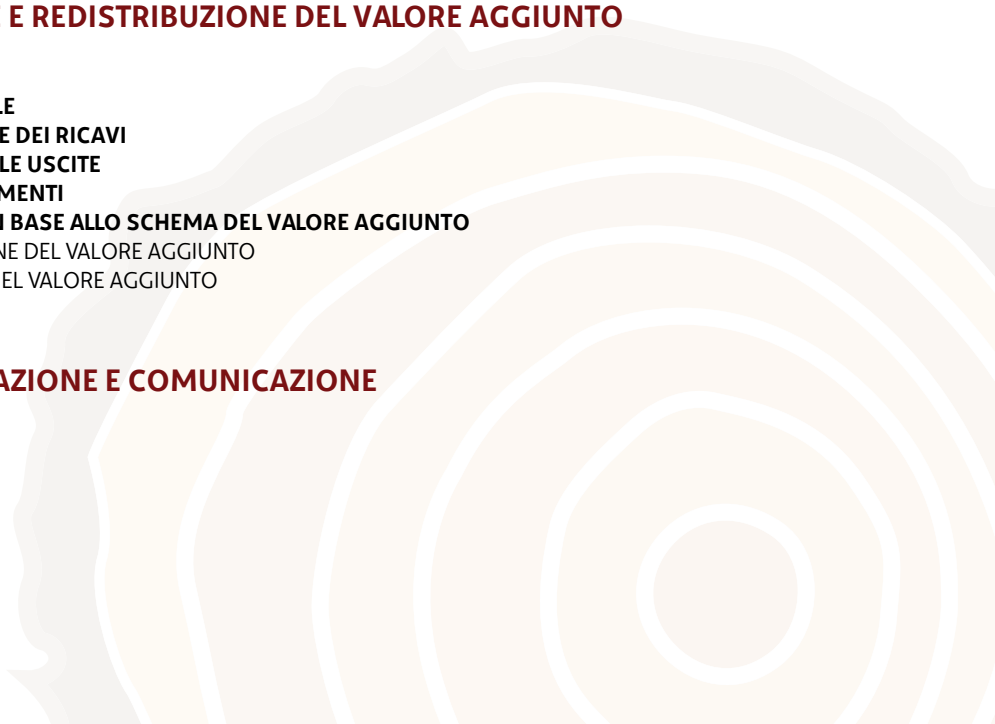 E REDISTRIBUZIONE DEL VALORE AGGIUNTO
LE
E DEI RICAVI
LE USCITE
MENTI
BASE ALLO SCHEMA DEL VALORE AGGIUNTO
NE DEL VALORE AGGIUNTO
EL VALORE AGGIUNTO
AZIONE E COMUNICAZIONE